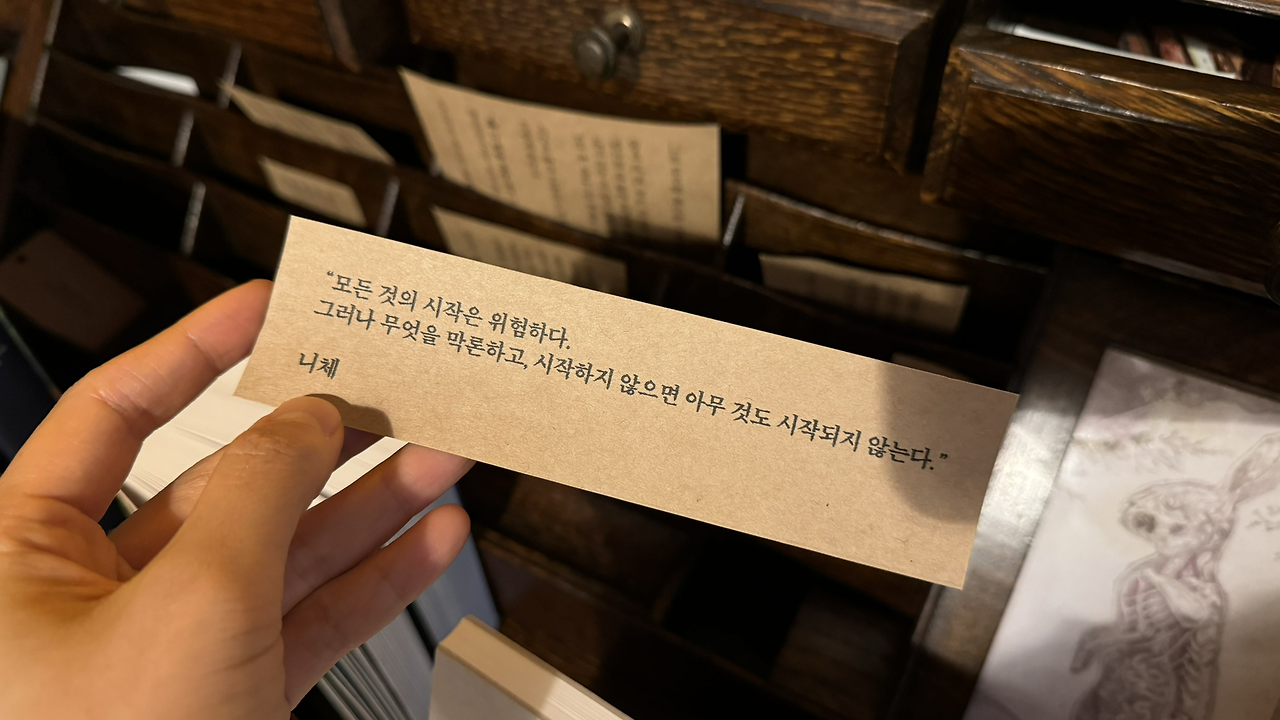 “모든 것의 시작은 위험하다.
그러나 무엇을 막론하고, 시작하지 않으면 아무 것도 시작되지 않는다.”
니체